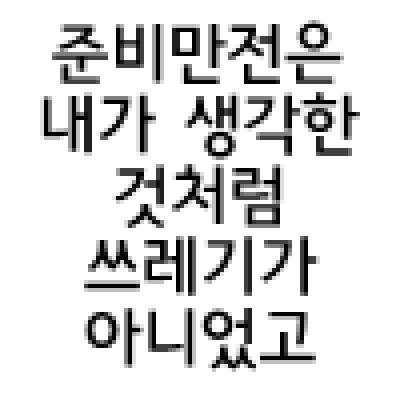 준비만전은
내가 생각한
것처럼
쓰레기가
아니었고